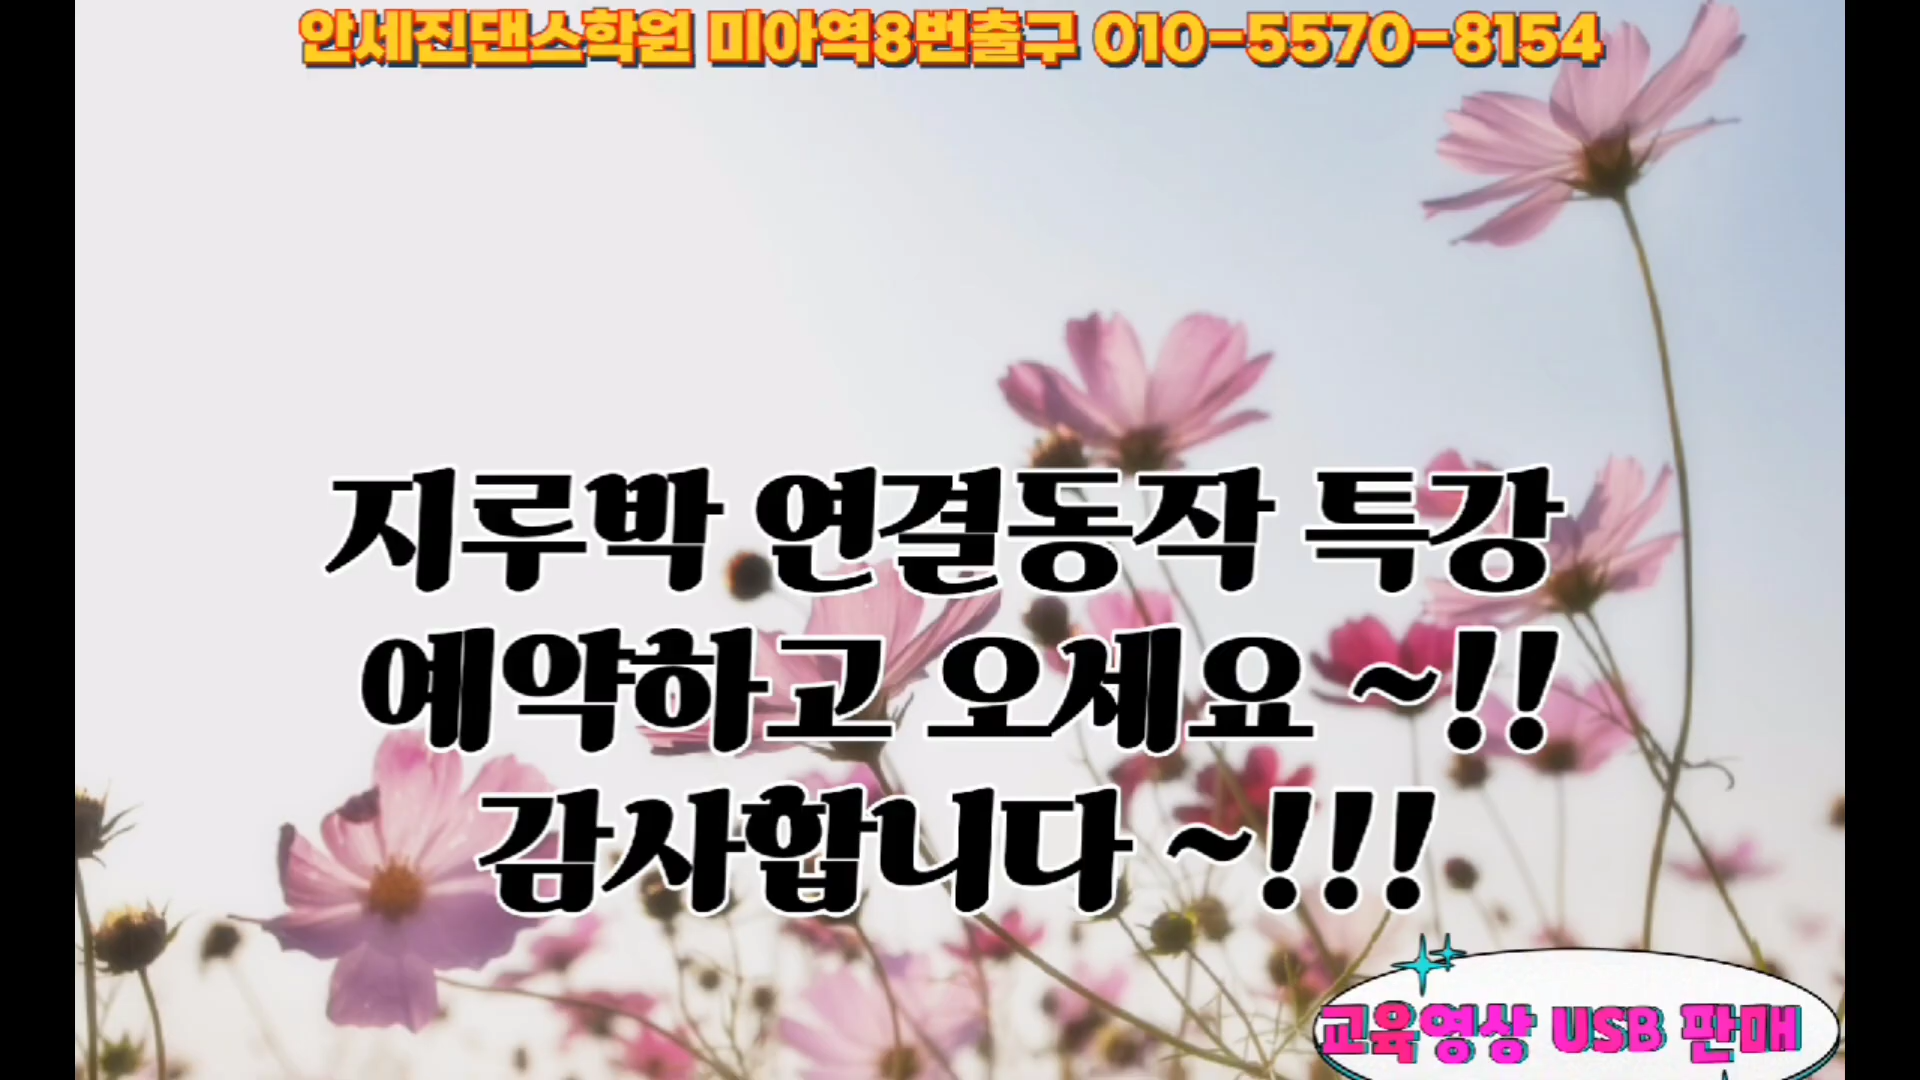 안세진댄스학원 미아역8번출구 010-5570-8154
지루박 연결동작 특강
예약하고 오세요 ~!!
감사합니다 ~!!!
교육영상 USB 판매